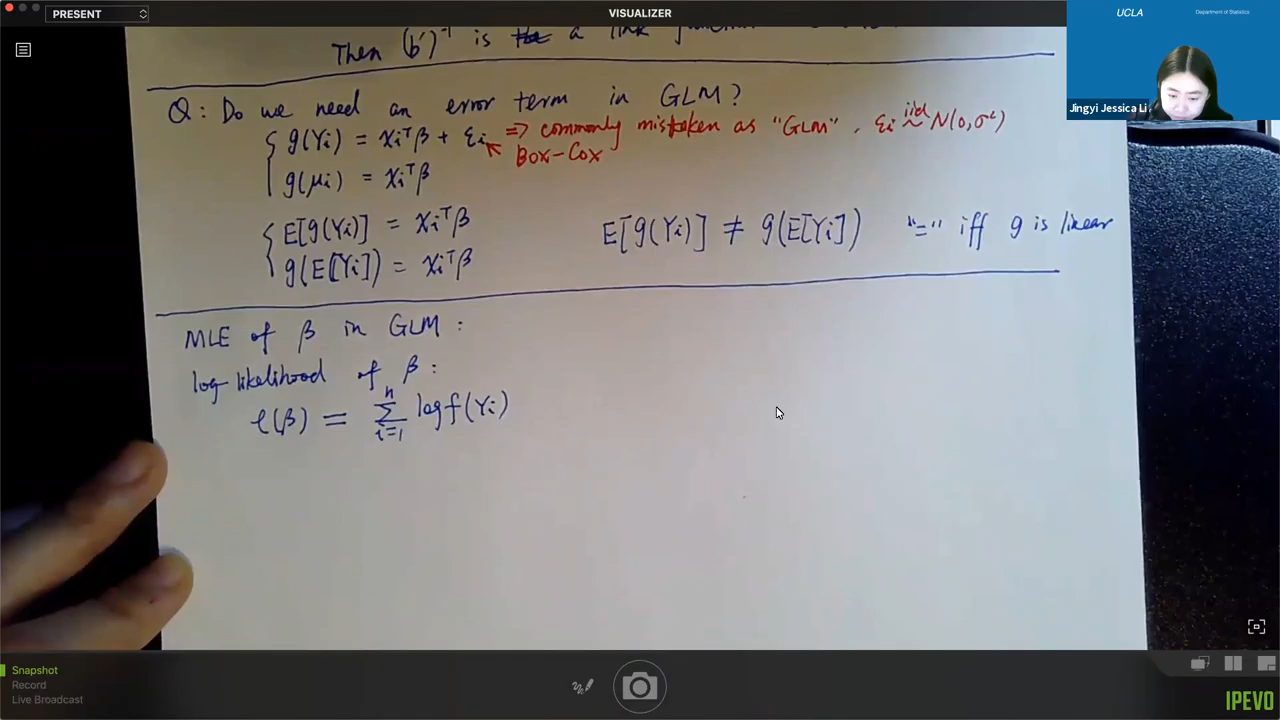 PRESENT
VISUALIZER
UCLA
Department of Statistics
Jingyi Jessica Li
Then (b′)⁻¹ is a link
Q: Do we need an error term in GLM?
g(Yi) = xiᵀβ + εi => commonly mistaken as "GLM", εi iid ~ N(0,σ²)
Box-Cox
g(μi) = xiᵀβ
E[g(Yi)] = xiᵀβ E[g(Yi)] ≠ g(E[Yi]) "=" iff g is linear
g(E[Yi]) = xiᵀβ
MLE of β in GLM:
log-likelihood of β:
ℓ(β) = Σⁿᵢ₌₁ log f(Yi)
Snapshot
Record
Live Broadcast
IPEVO